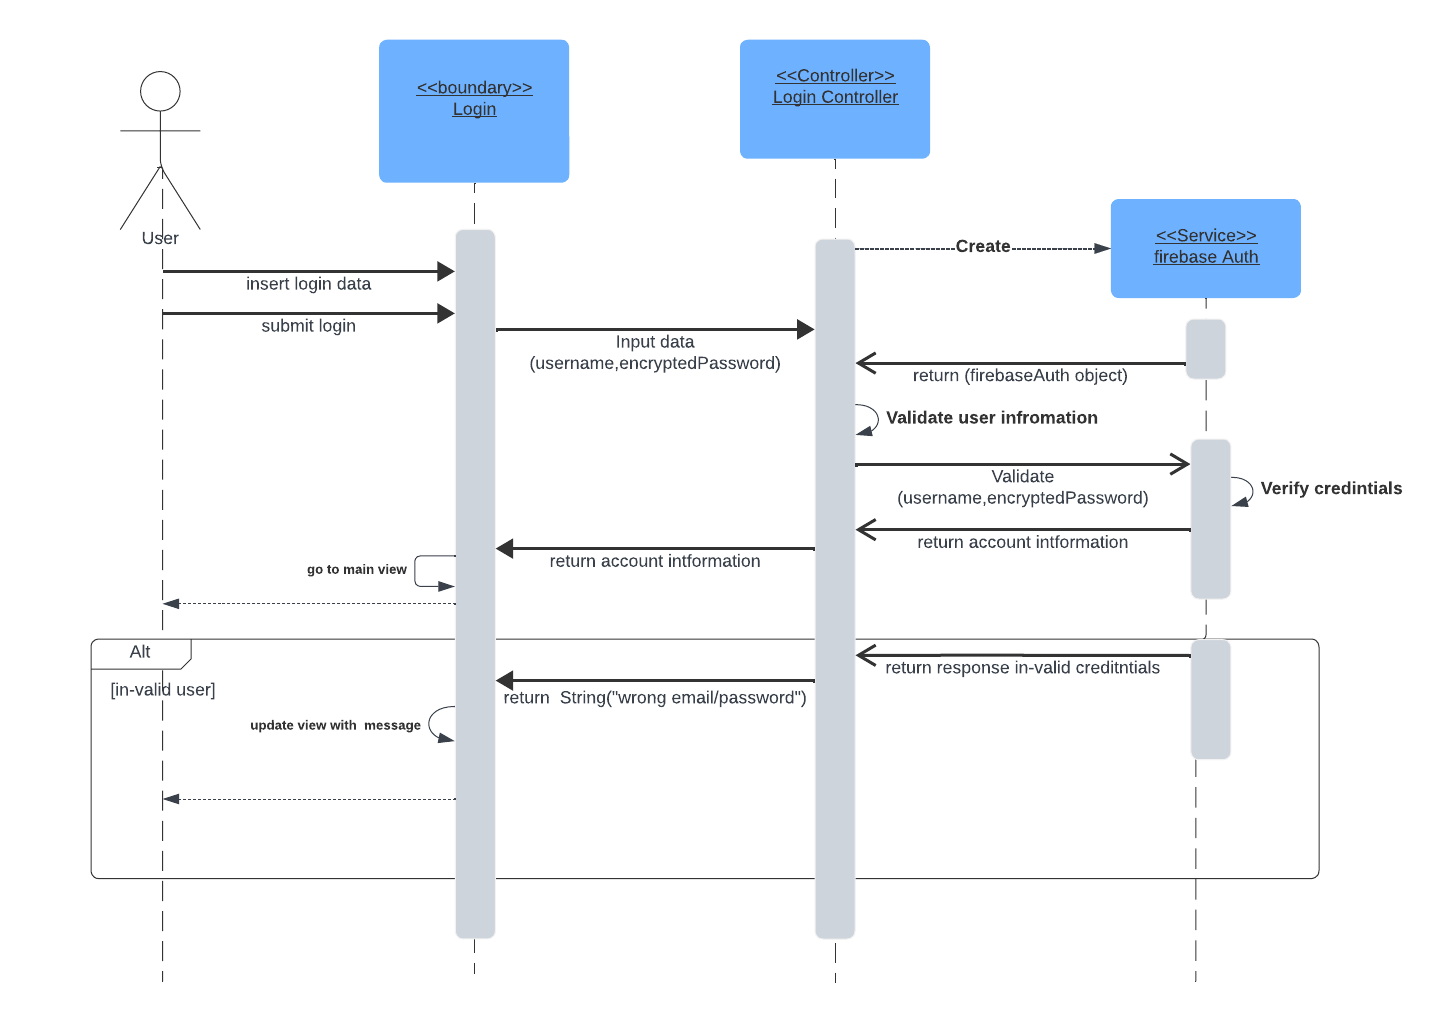 <<boundary>>
Login
<<Controller>>
Login Controller
User
Create
<<Service>>
firebase Auth
insert login data
submit login
Input data
(username,encryptedPassword)
return (firebaseAuth object)
Validate user infromation
Validate
(username,encryptedPassword)
Verify credintials
return account intformation
return account intformation
go to main view
Alt
[in-valid user]
return response in-valid creditntials
return  String("wrong email/password")
update view with  message